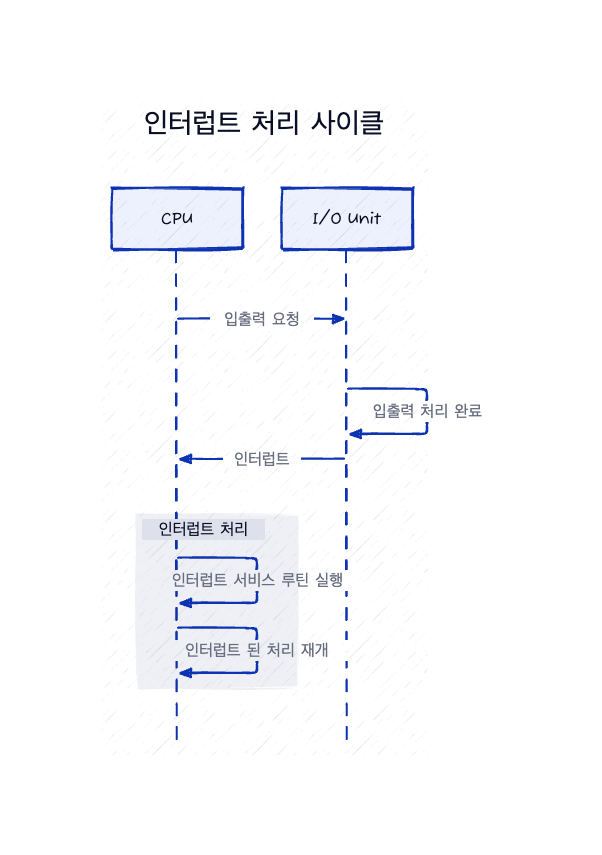 인터럽트 처리 사이클
CPU
I/O Unit
입출력 요청
입출력 처리 완료
인터럽트
인터럽트 처리
인터럽트 서비스 루틴 실행
인터럽트 된 처리 재개